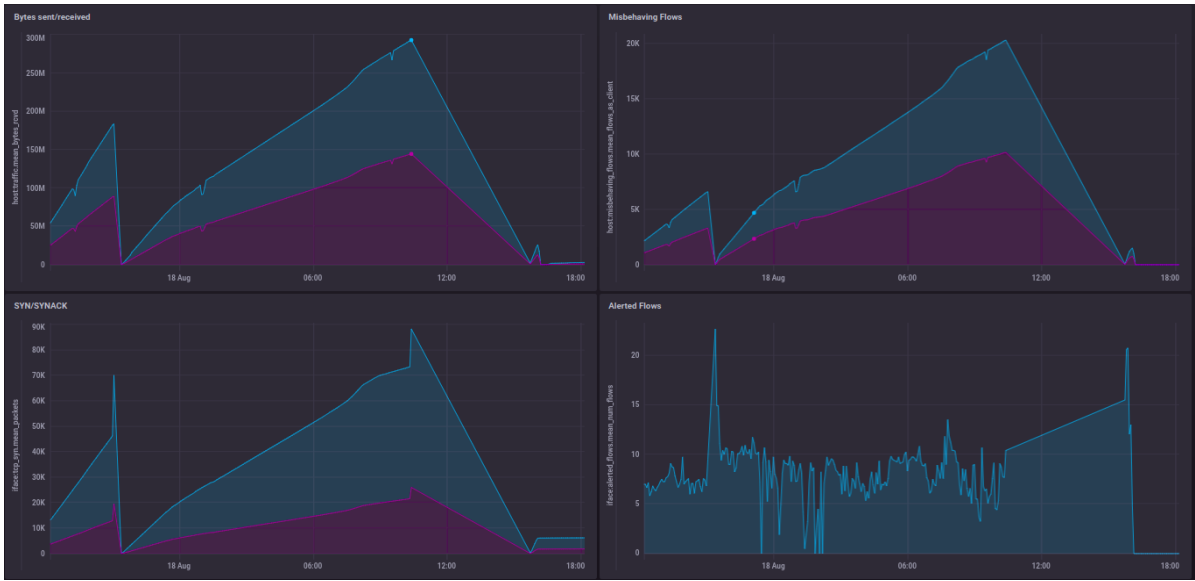 Bytes sent/received
300M
250M
200M
150M
100M
50M
0
host:traffic.mean_bytes_rcvd
18 Aug
06:00
12:00
18:00
Misbehaving Flows
20K
15K
10K
5K
0
host:misbehaving_flows.mean_flows_as_client
18 Aug
06:00
12:00
18:00
SYN/SYNACK
90K
80K
70K
60K
50K
40K
30K
20K
10K
0
iface:tcp_syn.mean_packets
18 Aug
06:00
12:00
18:00
Alerted Flows
20
15
10
5
0
iface:alerted_flows.mean_num_flows
18 Aug
06:00
12:00
18:00